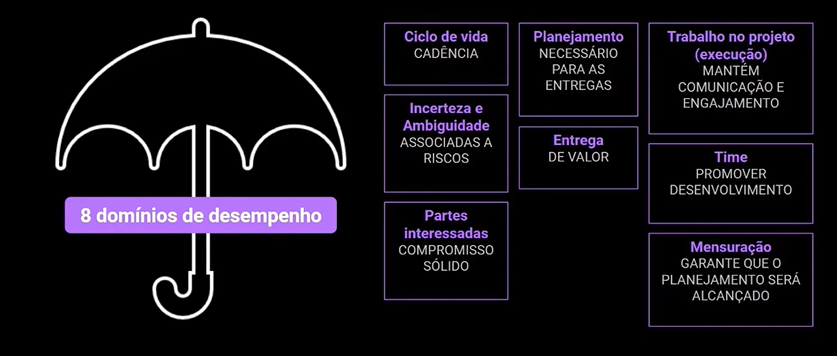 8 domínios de desempenho
Ciclo de vida
CADÊNCIA
Incerteza e
Ambiguidade
ASSOCIADAS A
RISCOS
Partes
interessadas
COMPROMISSO
SÓLIDO
Planejamento
NECESSÁRIO
PARA AS
ENTREGAS
Entrega
DE VALOR
Trabalho no projeto
(execução)
MANTÉM
COMUNICAÇÃO E
ENGAJAMENTO
Time
PROMOVER
DESENVOLVIMENTO
Mensuração
GARANTE QUE O
PLANEJAMENTO SERÁ
ALCANÇADO